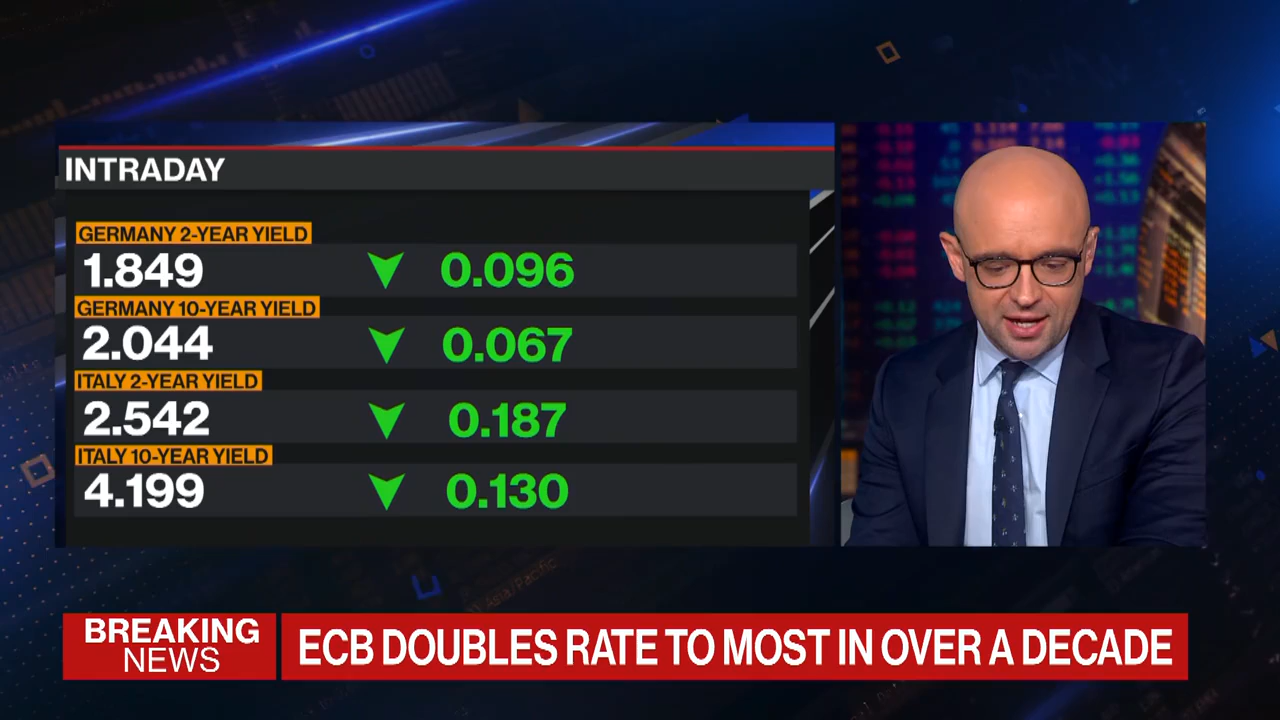 INTRADAY
GERMANY 2-YEAR YIELD
1.849 0.096
GERMANY 10-YEAR YIELD
2.044 0.067
ITALY 2-YEAR YIELD
2.542 0.187
ITALY 10-YEAR YIELD
4.199 0.130
Asia/Pacific
BREAKING
NEWS
ECB DOUBLES RATE TO MOST IN OVER A DECADE